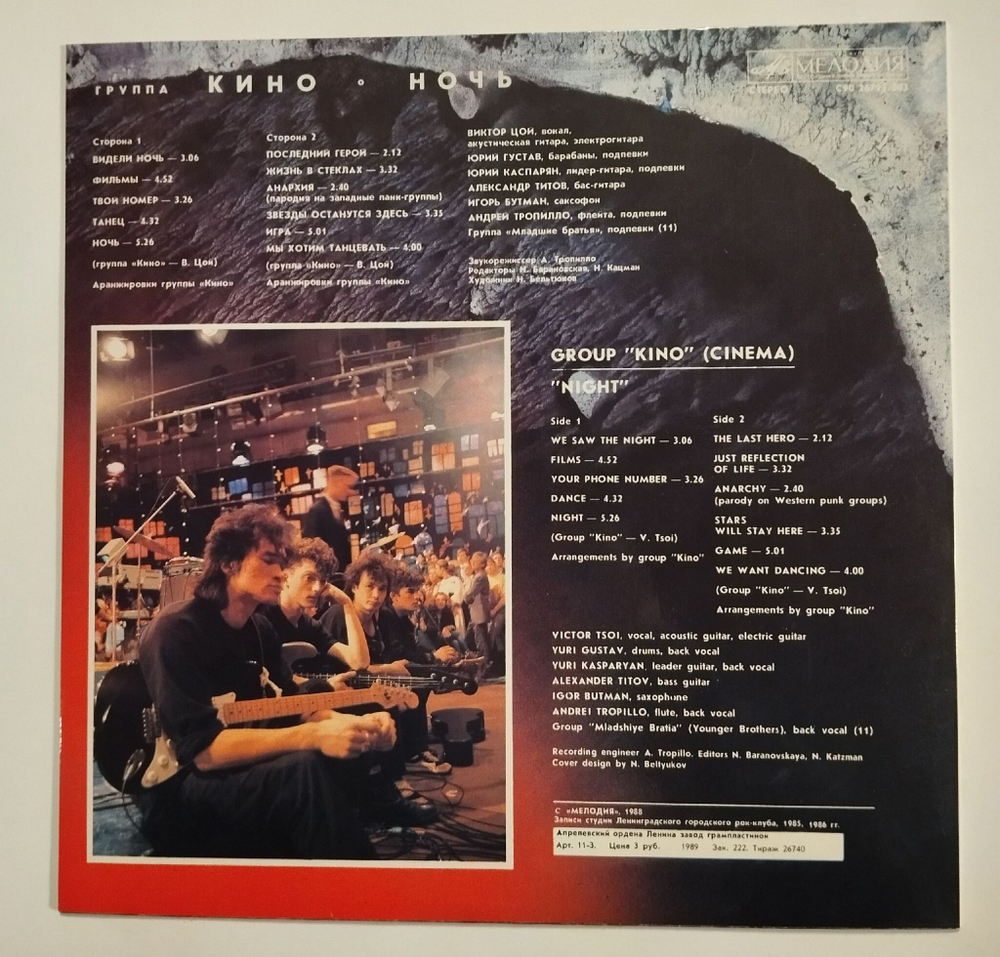 ГРУППА КИНО ◦ НОЧЬ
МЕЛОДИЯ
СТЕРЕО
Сторона 1
ВИДЕЛИ НОЧЬ — 3.06
ФИЛЬМЫ — 4.52
ТВОЙ НОМЕР — 3.26
ТАНЕЦ — 4.32
НОЧЬ — 5.26
(группа «Кино» — В. Цой)
Аранжировки группы «Кино»
Сторона 2
ПОСЛЕДНИЙ ГЕРОЙ — 2.12
ЖИЗНЬ В СТЕКЛАХ — 3.32
АНАРХИЯ — 2.40
(пародия на западные панк-группы)
ЗВЕЗДЫ ОСТАНУТСЯ ЗДЕСЬ — 3.35
ИГРА — 5.01
МЫ ХОТИМ ТАНЦЕВАТЬ — 4.00
(группа «Кино» — В. Цой)
Аранжировки группы «Кино»
ВИКТОР ЦОЙ, вокал,
акустическая гитара, электрогитара
ЮРИЙ ГУСТАВ, барабаны, подпевки
ЮРИЙ КАСПАРЯН, лидер-гитара, подпевки
АЛЕКСАНДР ТИТОВ, бас-гитара
ИГОРЬ БУТМАН, саксофон
АНДРЕЙ ТРОПИЛЛО, флейта, подпевки
Группа «Младшие братья», подпевки (11)
Звукорежиссер А. Тропилло
Редакторы Н. Барановская, Н. Кацман
Художник Н. Бельтюков
GROUP "KINO" (CINEMA)
"NIGHT"
Side 1
WE SAW THE NIGHT — 3.06
FILMS — 4.52
YOUR PHONE NUMBER — 3.26
DANCE — 4.32
NIGHT — 5.26
(Group "Kino" — V. Tsoi)
Arrangements by group "Kino"
Side 2
THE LAST HERO — 2.12
JUST REFLECTION
OF LIFE — 3.32
ANARCHY — 2.40
(parody on Western punk groups)
STARS
WILL STAY HERE — 3.35
GAME — 5.01
WE WANT DANCING — 4.00
(Group "Kino" — V. Tsoi)
Arrangements by group "Kino"
VICTOR TSOI, vocal, acoustic guitar, electric guitar
YURI GUSTAV, drums, back vocal
YURI KASPARYAN, leader guitar, back vocal
ALEXANDER TITOV, bass guitar
IGOR BUTMAN, saxophone
ANDREI TROPILLO, flute, back vocal
Group "Mladshiye Bratia" (Younger Brothers), back vocal (11)
Recording engineer A. Tropillo. Editors N. Baranovskaya, N. Katzman
Cover design by N. Beltyukov
С «МЕЛОДИЯ», 1988
Записи студии Ленинградского городского рок-клуба, 1985, 1986 гг.
Апрелевский ордена Ленина завод грампластинок
Арт. 11-3. Цена 3 руб. 1989 Зак. 222. Тираж 26740